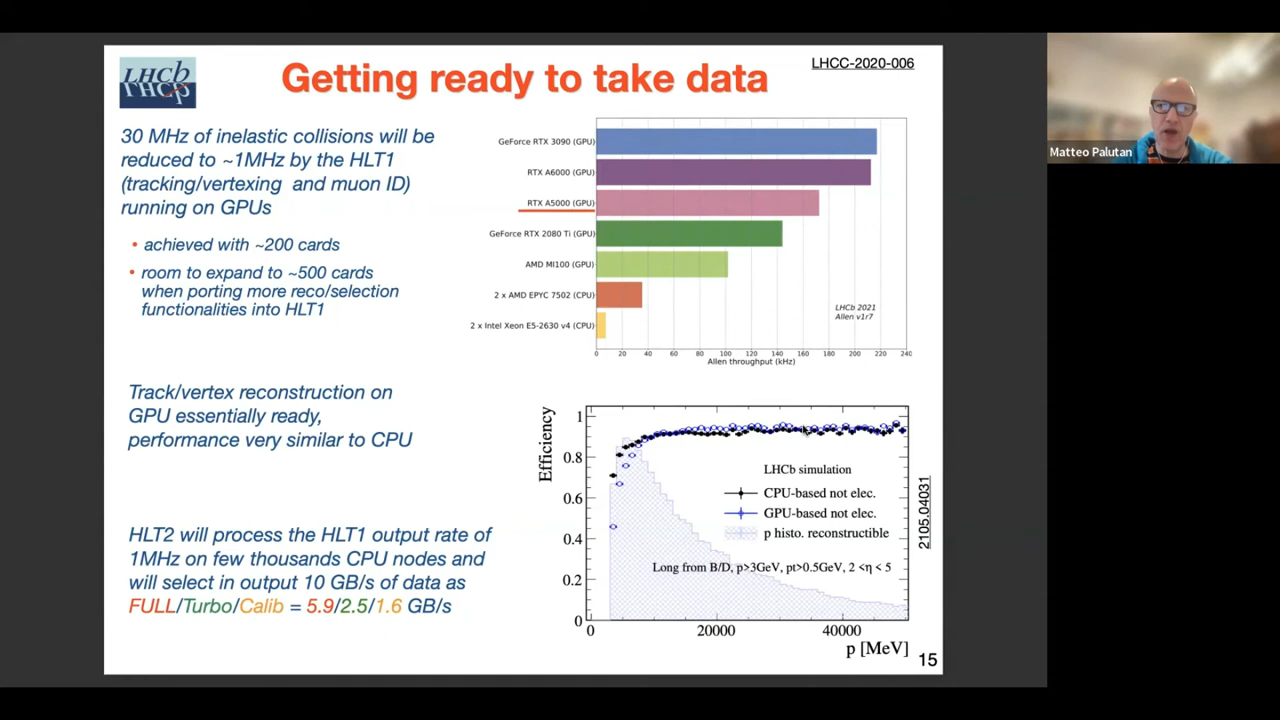 LHCb
LHCp
Getting ready to take data
LHCC-2020-006
30 MHz of inelastic collisions will be
reduced to ~1MHz by the HLT1
(tracking/vertexing and muon ID)
running on GPUs
• achieved with ~200 cards
• room to expand to ~500 cards
when porting more reco/selection
functionalities into HLT1
GeForce RTX 3090 (GPU)
RTX A6000 (GPU)
RTX A5000 (GPU)
GeForce RTX 2080 Ti (GPU)
AMD MI100 (GPU)
2 x AMD EPYC 7502 (CPU)
2 x Intel Xeon E5-2630 v4 (CPU)
LHCb 2021
Allen v1r7
0 20 40 60 80 100 120 140 160 180 200 220 240
Allen throughput (kHz)
Track/vertex reconstruction on
GPU essentially ready,
performance very similar to CPU
HLT2 will process the HLT1 output rate of
1MHz on few thousands CPU nodes and
will select in output 10 GB/s of data as
FULL/Turbo/Calib = 5.9/2.5/1.6 GB/s
Efficiency
1
0.8
0.6
0.4
0.2
0
LHCb simulation
CPU-based not elec.
GPU-based not elec.
p histo. reconstructible
Long from B/D, p>3GeV, pt>0.5GeV, 2 <η < 5
0 20000 40000
p [MeV]
2105.04031
15
Matteo Palutan